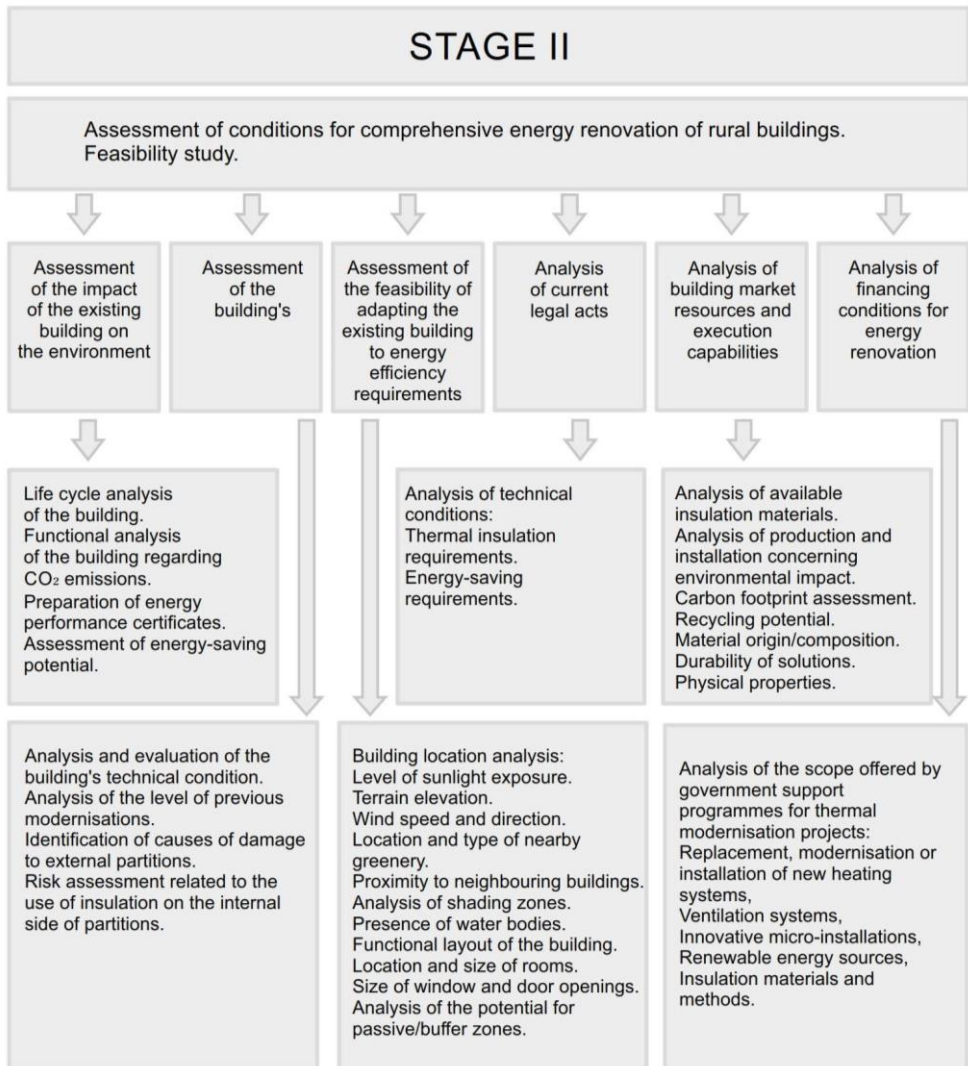 STAGE II
Assessment of conditions for comprehensive energy renovation of rural buildings.
Feasibility study.
Assessment
of the impact
of the existing
building on
the environment
Assessment
of the
building's
Assessment of
the feasibility of
adapting the
existing building
to energy
efficiency
requirements
Analysis
of current
legal acts
Analysis of
building market
resources and
execution
capabilities
Analysis of
financing
conditions for
energy
renovation
Life cycle analysis
of the building.
Functional analysis
of the building regarding
CO₂ emissions.
Preparation of energy
performance certificates.
Assessment of energy-saving
potential.
Analysis of technical
conditions:
Thermal insulation
requirements.
Energy-saving
requirements.
Analysis of available
insulation materials.
Analysis of production and
installation concerning
environmental impact.
Carbon footprint assessment.
Recycling potential.
Material origin/composition.
Durability of solutions.
Physical properties.
Analysis and evaluation of the
building's technical condition.
Analysis of the level of previous
modernisations.
Identification of causes of damage
to external partitions.
Risk assessment related to the
use of insulation on the internal
side of partitions.
Building location analysis:
Level of sunlight exposure.
Terrain elevation.
Wind speed and direction.
Location and type of nearby
greenery.
Proximity to neighbouring buildings.
Analysis of shading zones.
Presence of water bodies.
Functional layout of the building.
Location and size of rooms.
Size of window and door openings.
Analysis of the potential for
passive/buffer zones.
Analysis of the scope offered by
government support
programmes for thermal
modernisation projects:
Replacement, modernisation or
installation of new heating
systems,
Ventilation systems,
Innovative micro-installations,
Renewable energy sources,
Insulation materials and
methods.